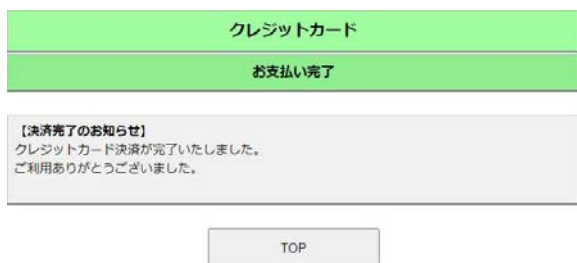 クレジットカード
お支払い完了
【決済完了のお知らせ】
クレジットカード決済が完了いたしました。
ご利用ありがとうございました。
TOP